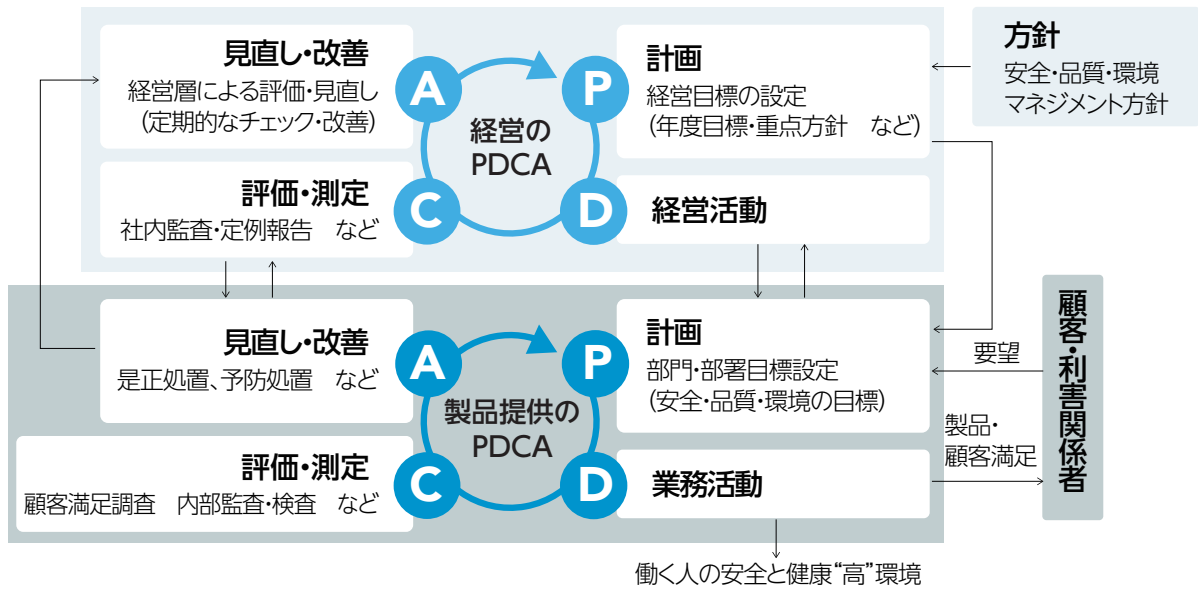 見直し・改善
経営層による評価・見直し
(定期的なチェック・改善)
A
P
計画
経営目標の設定
(年度目標・重点方針　など)
方針
安全・品質・環境
マネジメント方針
経営の
PDCA
評価・測定
社内監査・定例報告　など
C
D
経営活動
見直し・改善
是正処置、予防処置　など
A
P
計画
部門・部署目標設定
(安全・品質・環境の目標)
要望
顧客・利害関係者
製品提供の
PDCA
評価・測定
顧客満足調査　内部監査・検査　など
C
D
業務活動
製品・
顧客満足
働く人の安全と健康“高”環境